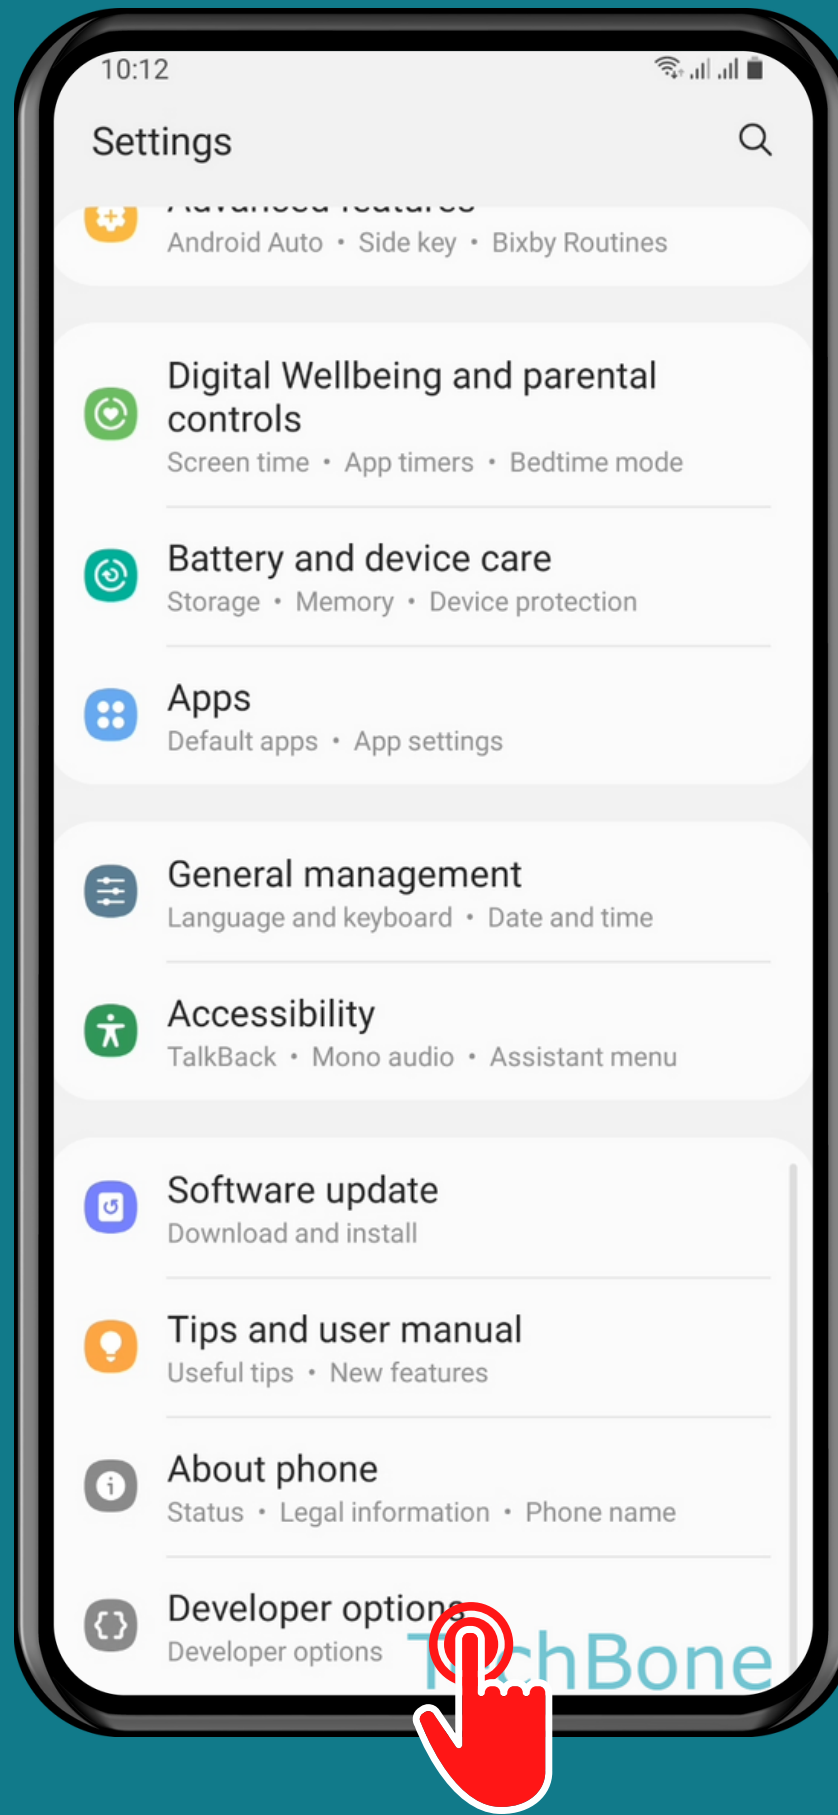 10:12
Settings
Advanced features
Android Auto • Side key • Bixby Routines
Digital Wellbeing and parental
controls
Screen time • App timers • Bedtime mode
Battery and device care
Storage • Memory • Device protection
Apps
Default apps • App settings
General management
Language and keyboard • Date and time
Accessibility
TalkBack • Mono audio • Assistant menu
Software update
Download and install
Tips and user manual
Useful tips • New features
About phone
Status • Legal information • Phone name
Developer options
Developer options
TechBone